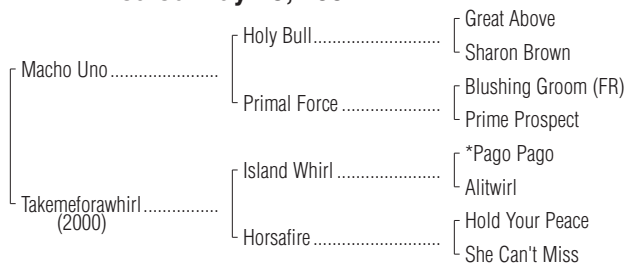 Great Above
Holy Bull
Sharon Brown
Macho Uno
Blushing Groom (FR)
Primal Force
Prime Prospect
*Pago Pago
Island Whirl
Alitwirl
Takemeforawhirl
(2000)
Hold Your Peace
Horsafire
She Can't Miss